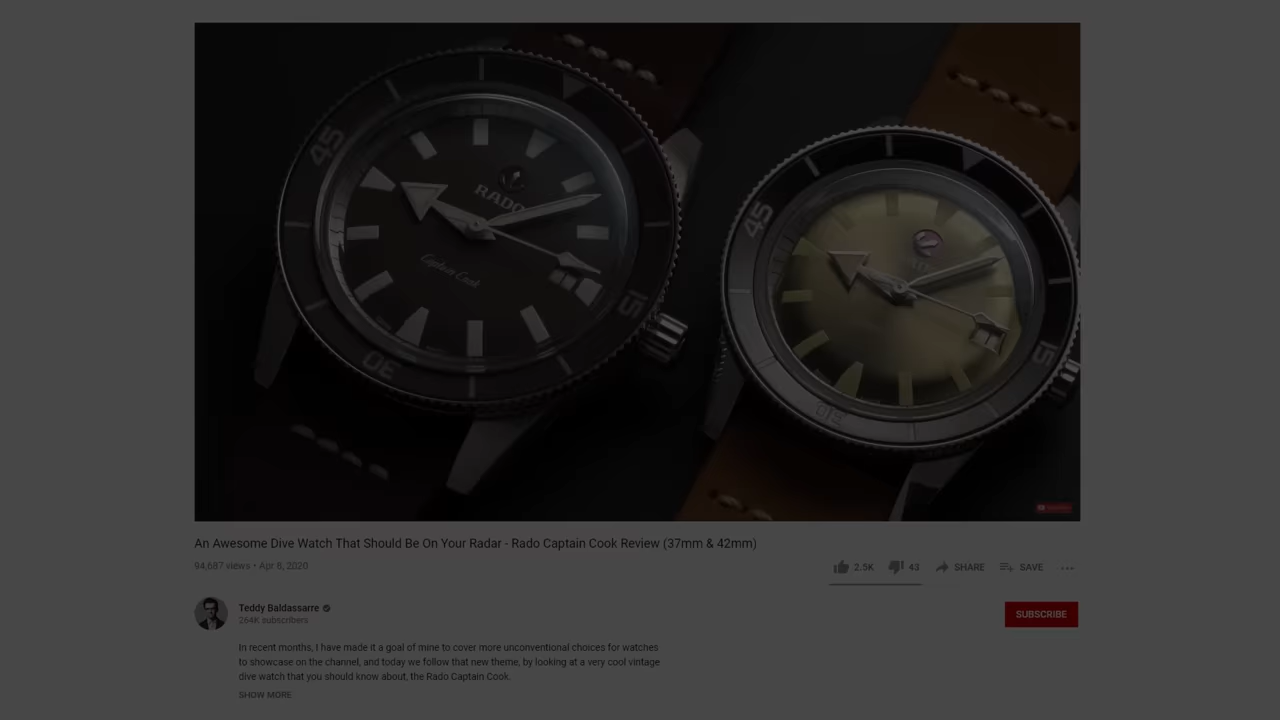 45
RADO
Captain Cook
15
30
45
15
30
An Awesome Dive Watch That Should Be On Your Radar - Rado Captain Cook Review (37mm & 42mm)
94,687 views • Apr 6, 2020
2.5K 43 SHARE SAVE ...
Teddy Baldassarre
264K subscribers
SUBSCRIBE
In recent months, I have made it a goal of mine to cover more unconventional choices for watches
to showcase on the channel, and today we follow that new theme, by looking at a very cool vintage
dive watch that you should know about, the Rado Captain Cook.
SHOW MORE